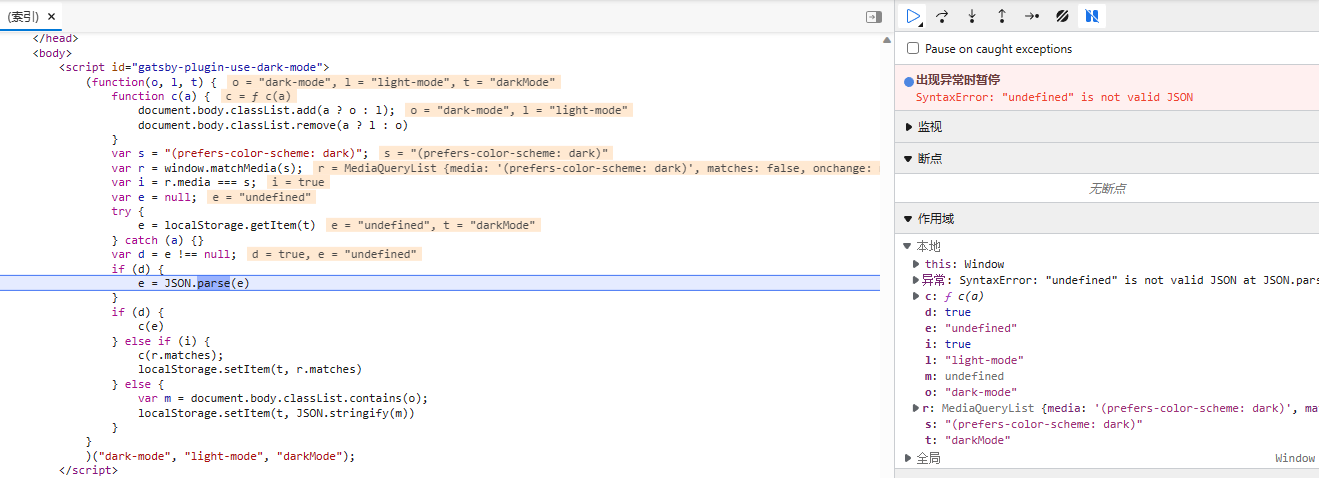 (索引) ×
</head>
<body>
<script id="gatsby-plugin-use-dark-mode">
(function(o, l, t) { o = "dark-mode", l = "light-mode", t = "darkMode"
function c(a) { c = ƒ c(a)
document.body.classList.add(a ? o : l); o = "dark-mode", l = "light-mode"
document.body.classList.remove(a ? l : o)
}
var s = "(prefers-color-scheme: dark)"; s = "(prefers-color-scheme: dark)"
var r = window.matchMedia(s); r = MediaQueryList {media: '(prefers-color-scheme: dark)', matches: false, onchange:
var i = r.media === s; i = true
var e = null; e = "undefined"
try {
e = localStorage.getItem(t) e = "undefined", t = "darkMode"
} catch (a) {}
var d = e !== null; d = true, e = "undefined"
if (d) {
e = JSON.parse(e)
}
if (d) {
c(e)
} else if (i) {
c(r.matches);
localStorage.setItem(t, r.matches)
} else {
var m = document.body.classList.contains(o);
localStorage.setItem(t, JSON.stringify(m))
}
}
)("dark-mode", "light-mode", "darkMode");
</script>
Pause on caught exceptions
出现异常时暂停
SyntaxError: "undefined" is not valid JSON
监视
断点
无断点
作用域
本地
this: Window
异常: SyntaxError: "undefined" is not valid JSON at JSON.pars
c: ƒ c(a)
d: true
e: "undefined"
i: true
l: "light-mode"
m: undefined
o: "dark-mode"
r: MediaQueryList {media: '(prefers-color-scheme: dark)', ma
s: "(prefers-color-scheme: dark)"
t: "darkMode"
全局 Window